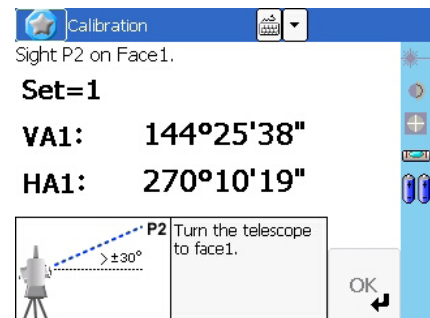 Calibration
Sight P2 on Face1.
Set=1
VA1: 144°25'38"
HA1: 270°10'19"
P2
>±30°
Turn the telescope
to face1.
OK